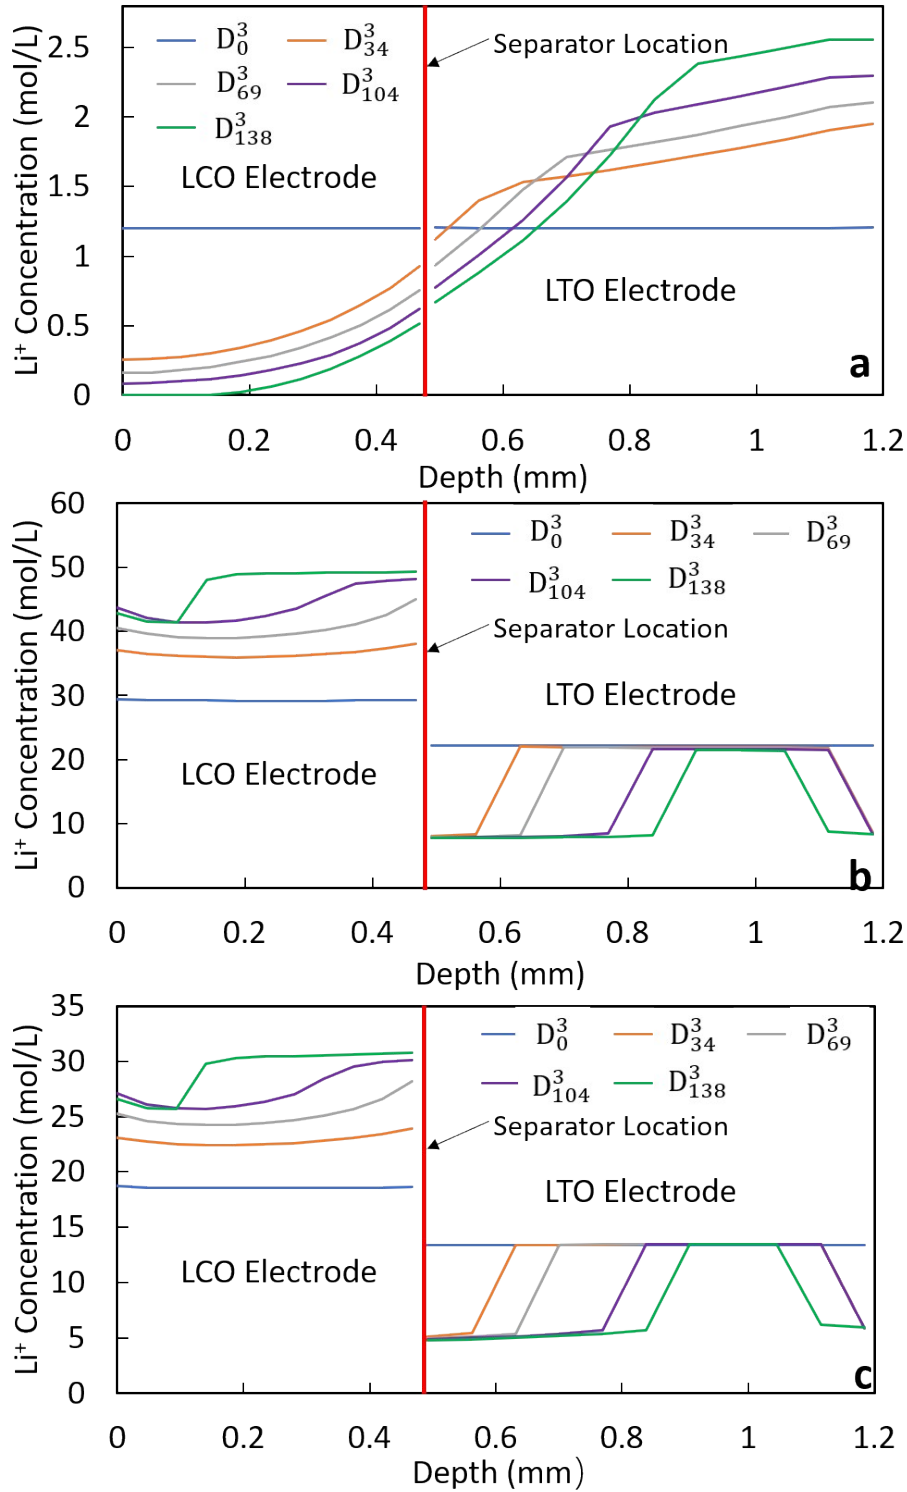 Li⁺ Concentration (mol/L)
2.5
2
1.5
1
0.5
0
D³₀ D³₃₄
D³₆₉ D³₁₀₄
D³₁₃₈
Separator Location
LCO Electrode
LTO Electrode
a
0 0.2 0.4 0.6 0.8 1 1.2
Depth (mm)
Li⁺ Concentration (mol/L)
60
50
40
30
20
10
0
D³₀ D³₃₄ D³₆₉
D³₁₀₄ D³₁₃₈
Separator Location
LTO Electrode
LCO Electrode
b
0 0.2 0.4 0.6 0.8 1 1.2
Depth (mm)
Li⁺ Concentration (mol/L)
35
30
25
20
15
10
5
0
D³₀ D³₃₄ D³₆₉
D³₁₀₄ D³₁₃₈
Separator Location
LTO Electrode
LCO Electrode
c
0 0.2 0.4 0.6 0.8 1 1.2
Depth (mm)